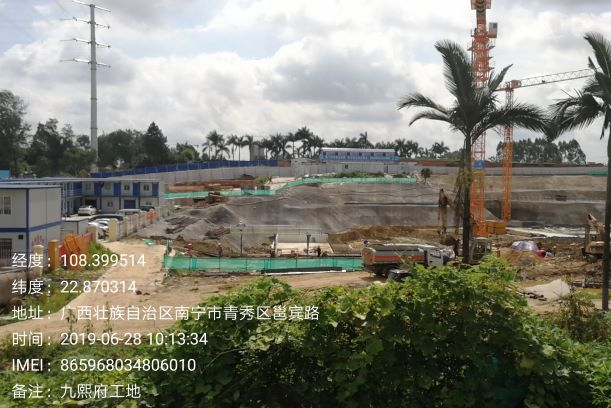 经度：108.399514
纬度：22.870314
地址：广西壮族自治区南宁市青秀区邕宾路
时间：2019-06-28 10:13:34
IMEI：865968034806010
备注：九熙府工地